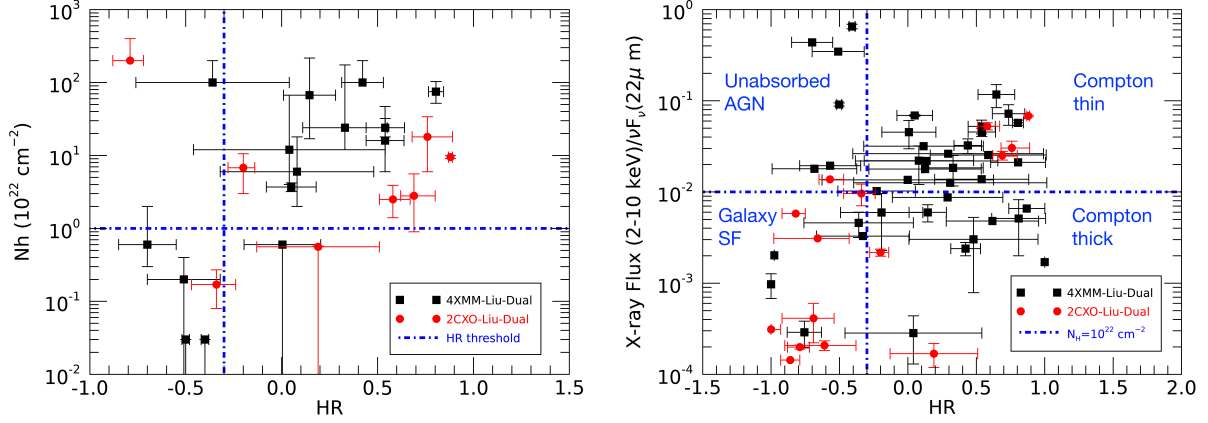 10³
10²
10¹
10⁰
10⁻¹
10⁻²
Nh (10²² cm⁻²)
4XMM-Liu-Dual
2CXO-Liu-Dual
HR threshold
-1.0 -0.5 0.0 0.5 1.0 1.5
HR
10⁰
10⁻¹
10⁻²
10⁻³
10⁻⁴
X-ray Flux (2-10 keV)/νFᵥ(22μ m)
Unabsorbed
AGN
Compton
thin
Galaxy
SF
Compton
thick
4XMM-Liu-Dual
2CXO-Liu-Dual
N_H=10²² cm⁻²
-1.5 -1.0 -0.5 0.0 0.5 1.0 1.5 2.0
HR